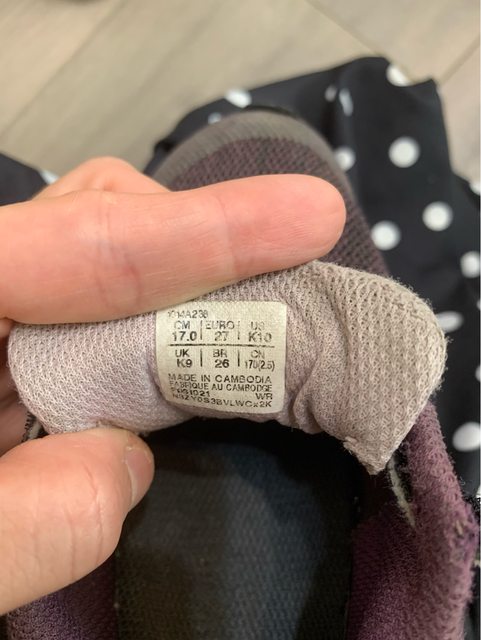 1014A238
CM EURO US
17.0 27 K10
UK BR CN
K9 26 170(2.5)
MADE IN CAMBODIA
FABRIQUE AU CAMBODGE
WR